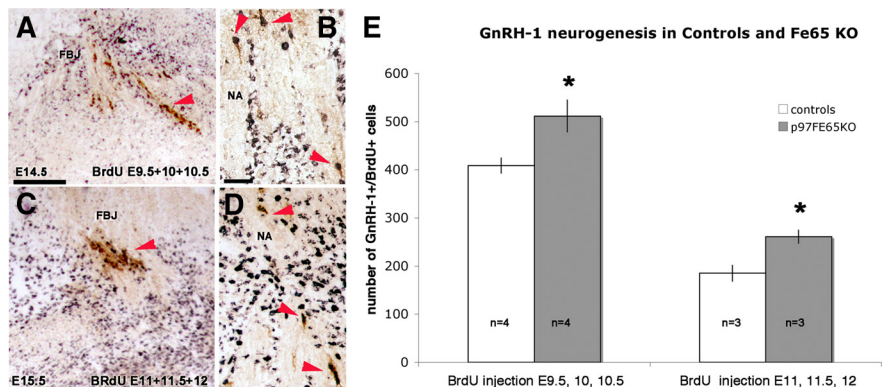 A
FBJ
E14.5
BrdU E9.5+10+10.5
B
NA
C
FBJ
E15.5
BRdU E11+11.5+12
D
NA
E
GnRH-1 neurogenesis in Controls and Fe65 KO
number of GnRH-1+/BrdU+ cells
600
500
400
300
200
100
0
*
*
controls
p97FE65KO
n=4
n=4
n=3
n=3
BrdU injection E9.5, 10, 10.5
BrdU injection E11, 11.5, 12